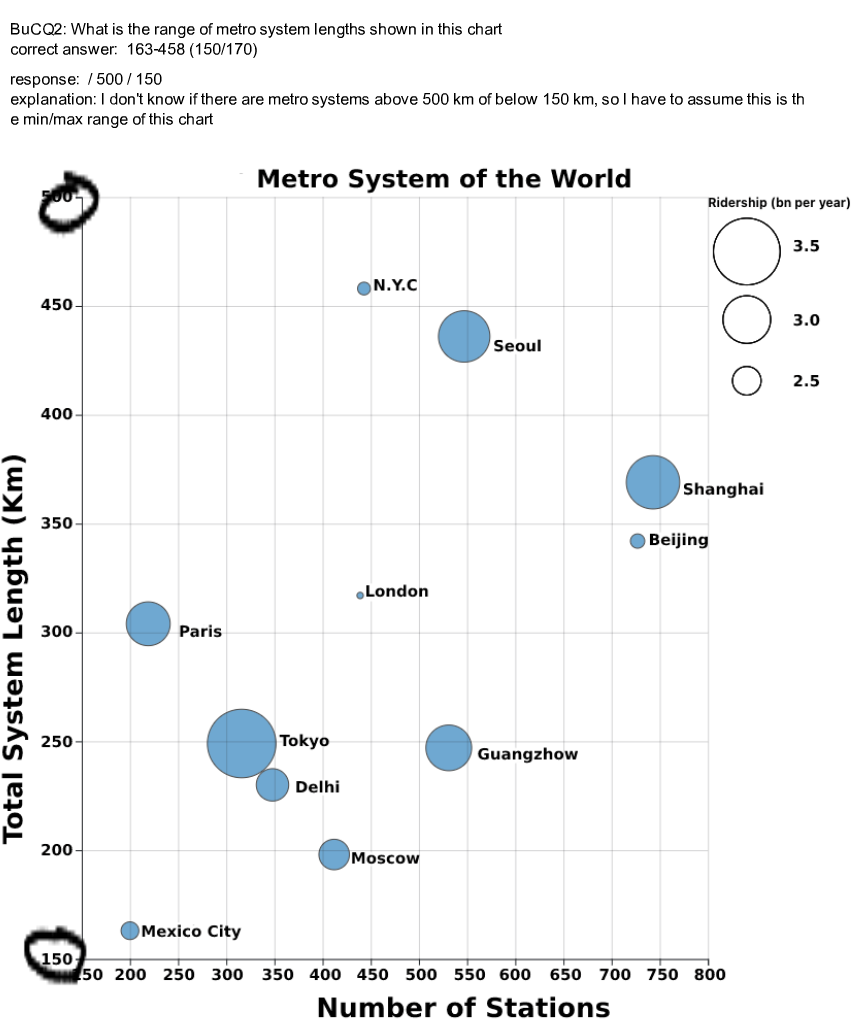 BuCQ2: What is the range of metro system lengths shown in this chart
correct answer:  163-458 (150/170)
response:  / 500 / 150
explanation: I don't know if there are metro systems above 500 km of below 150 km, so I have to assume this is th
e min/max range of this chart
Metro System of the World
Ridership (bn per year)
3.5
3.0
2.5
500
450
400
350
300
250
200
150
Total System Length (Km)
N.Y.C
Seoul
Shanghai
Beijing
London
Paris
Tokyo
Guangzhow
Delhi
Moscow
Mexico City
150 200 250 300 350 400 450 500 550 600 650 700 750 800
Number of Stations